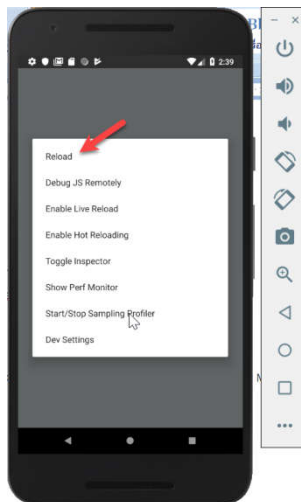 2:39
Reload
Debug JS Remotely
Enable Live Reload
Enable Hot Reloading
Toggle Inspector
Show Perf Monitor
Start/Stop Sampling Profiler
Dev Settings